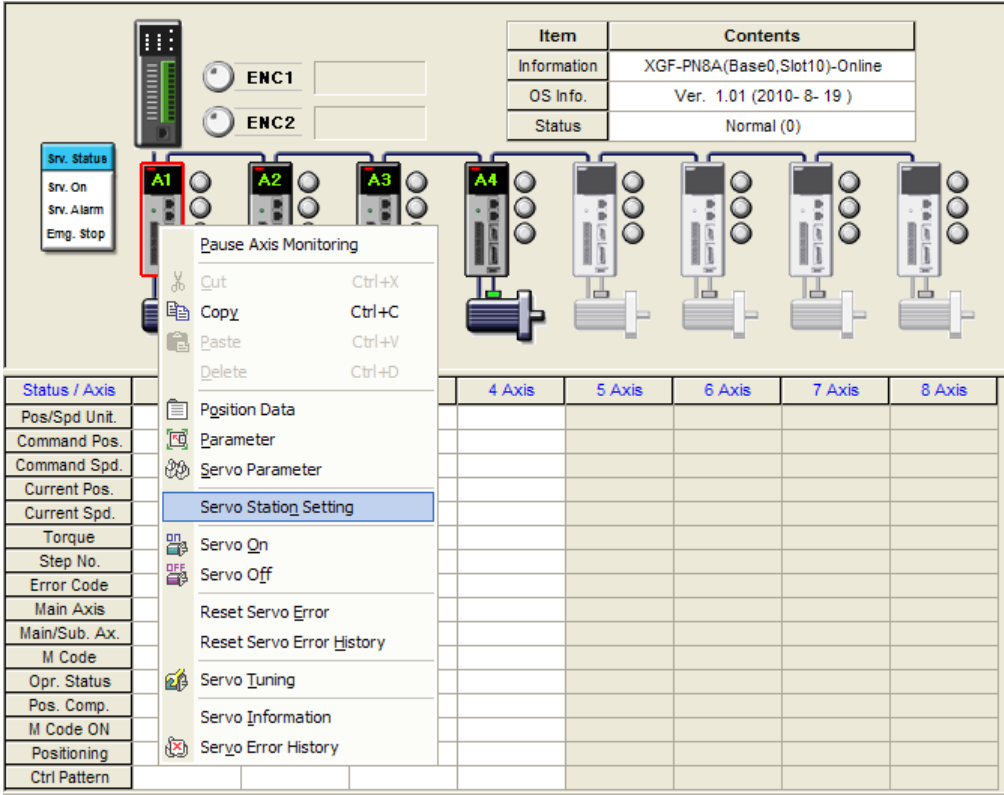 Item Contents
Information XGF-PN8A(Base0,Slot10)-Online
OS Info. Ver. 1.01 (2010- 8- 19 )
Status Normal (0)
ENC1
ENC2
Srv. Status
Srv. On
Srv. Alarm
Emg. Stop
A1 A2 A3 A4
Pause Axis Monitoring
Cut Ctrl+X
Copy Ctrl+C
Paste Ctrl+V
Delete Ctrl+D
Position Data
Parameter
Servo Parameter
Servo Station Setting
Servo On
Servo Off
Reset Servo Error
Reset Servo Error History
Servo Tuning
Servo Information
Servo Error History
Status / Axis 4 Axis 5 Axis 6 Axis 7 Axis 8 Axis
Pos/Spd Unit.
Command Pos.
Command Spd.
Current Pos.
Current Spd.
Torque
Step No.
Error Code
Main Axis
Main/Sub. Ax.
M Code
Opr. Status
Pos. Comp.
M Code ON
Positioning
Ctrl Pattern